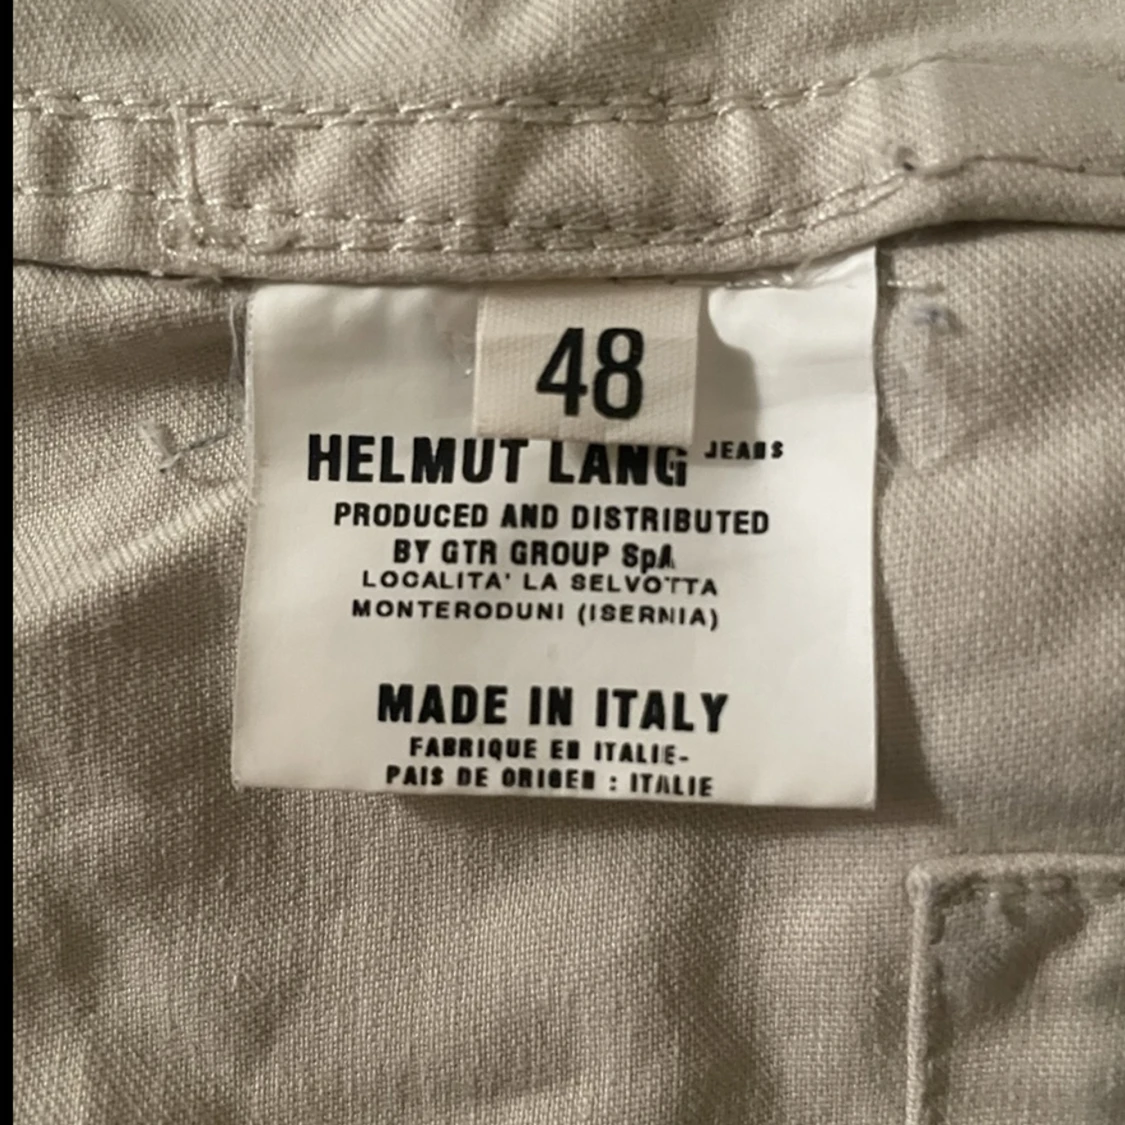 48
HELMUT LANG JEANS
PRODUCED AND DISTRIBUTED
BY GTR GROUP SpA
LOCALITA' LA SELVOTTA
MONTERODUNI (ISERNIA)
MADE IN ITALY
FABRIQUE EN ITALIE-
PAIS DE ORIGEN : ITALIE